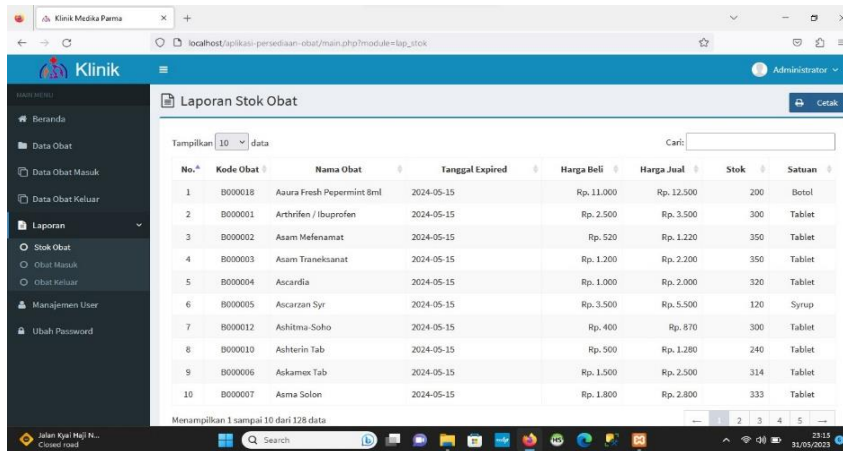 Klinik Medika Parma
localhost/aplikasi-persediaan-obat/main.php?module=lap_stok
Klinik
Administrator
MAIN MENU
Beranda
Data Obat
Data Obat Masuk
Data Obat Keluar
Laporan
Stok Obat
Obat Masuk
Obat Keluar
Manajemen User
Ubah Password
Laporan Stok Obat
Cetak
Tampilkan 10 data Cari:
No. Kode Obat Nama Obat Tanggal Expired Harga Beli Harga Jual Stok Satuan
1 B000018 Aaura Fresh Pepermint 8ml 2024-05-15 Rp. 11.000 Rp. 12.500 200 Botol
2 B000001 Arthrifen / Ibuprofen 2024-05-15 Rp. 2.500 Rp. 3.500 300 Tablet
3 B000002 Asam Mefenamat 2024-05-15 Rp. 520 Rp. 1.220 350 Tablet
4 B000003 Asam Traneksanat 2024-05-15 Rp. 1.200 Rp. 2.200 350 Tablet
5 B000004 Ascardia 2024-05-15 Rp. 1.000 Rp. 2.000 320 Tablet
6 B000005 Ascarzan Syr 2024-05-15 Rp. 3.500 Rp. 5.500 120 Syrup
7 B000012 Ashitma-Soho 2024-05-15 Rp. 400 Rp. 870 300 Tablet
8 B000010 Ashterin Tab 2024-05-15 Rp. 500 Rp. 1.280 240 Tablet
9 B000006 Askamex Tab 2024-05-15 Rp. 1.500 Rp. 2.500 314 Tablet
10 B000007 Asma Solon 2024-05-15 Rp. 1.800 Rp. 2.800 333 Tablet
Menampilkan 1 sampai 10 dari 128 data
1 2 3 4 5
Jalan Kyai Haji N...
Closed road
Search
23:15
31/05/2023